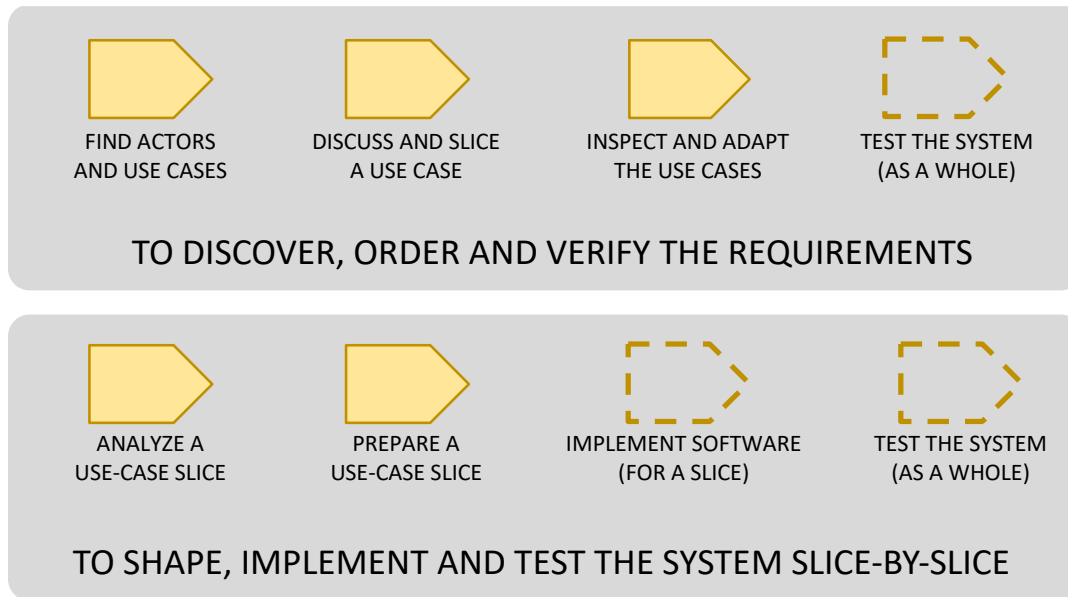 FIND ACTORS
AND USE CASES
DISCUSS AND SLICE
A USE CASE
INSPECT AND ADAPT
THE USE CASES
TEST THE SYSTEM
(AS A WHOLE)
TO DISCOVER, ORDER AND VERIFY THE REQUIREMENTS
ANALYZE A
USE-CASE SLICE
PREPARE A
USE-CASE SLICE
IMPLEMENT SOFTWARE
(FOR A SLICE)
TEST THE SYSTEM
(AS A WHOLE)
TO SHAPE, IMPLEMENT AND TEST THE SYSTEM SLICE-BY-SLICE